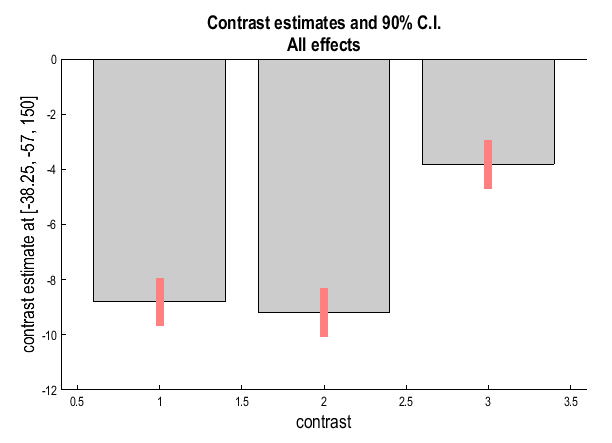 Contrast estimates and 90% C.I.
All effects
contrast estimate at [-38.25, -57, 150]
0
-2
-4
-6
-8
-10
-12
0.5 1 1.5 2 2.5 3 3.5
contrast